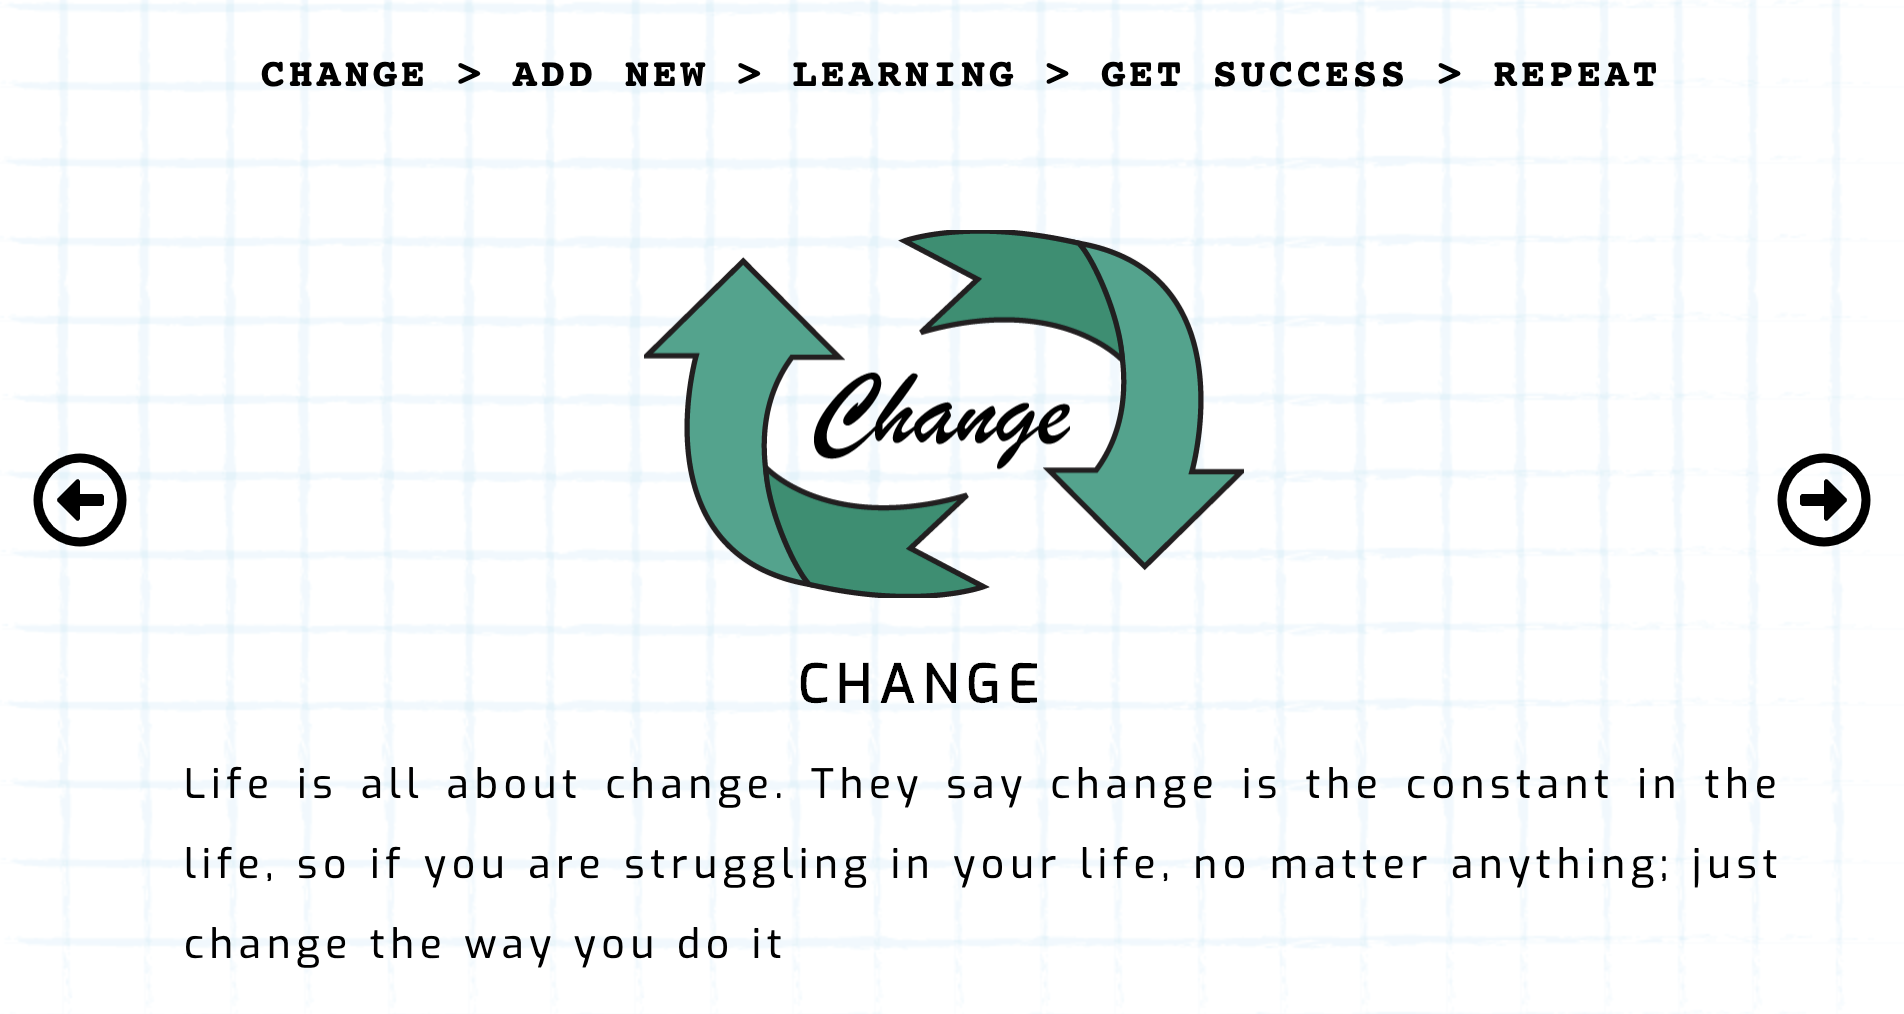 CHANGE > ADD NEW > LEARNING > GET SUCCESS > REPEAT
Change
CHANGE
Life is all about change. They say change is the constant in the
life, so if you are struggling in your life, no matter anything; just
change the way you do it